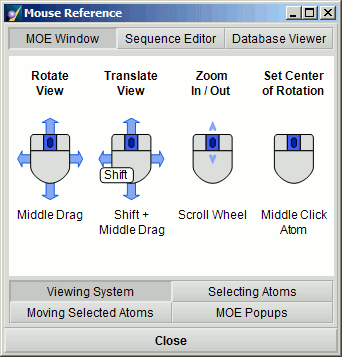 Mouse Reference
MOE Window Sequence Editor Database Viewer
Rotate View
Translate View
Zoom In / Out
Set Center of Rotation
Shift
Middle Drag
Shift + Middle Drag
Scroll Wheel
Middle Click Atom
Viewing System Selecting Atoms
Moving Selected Atoms MOE Popups
Close